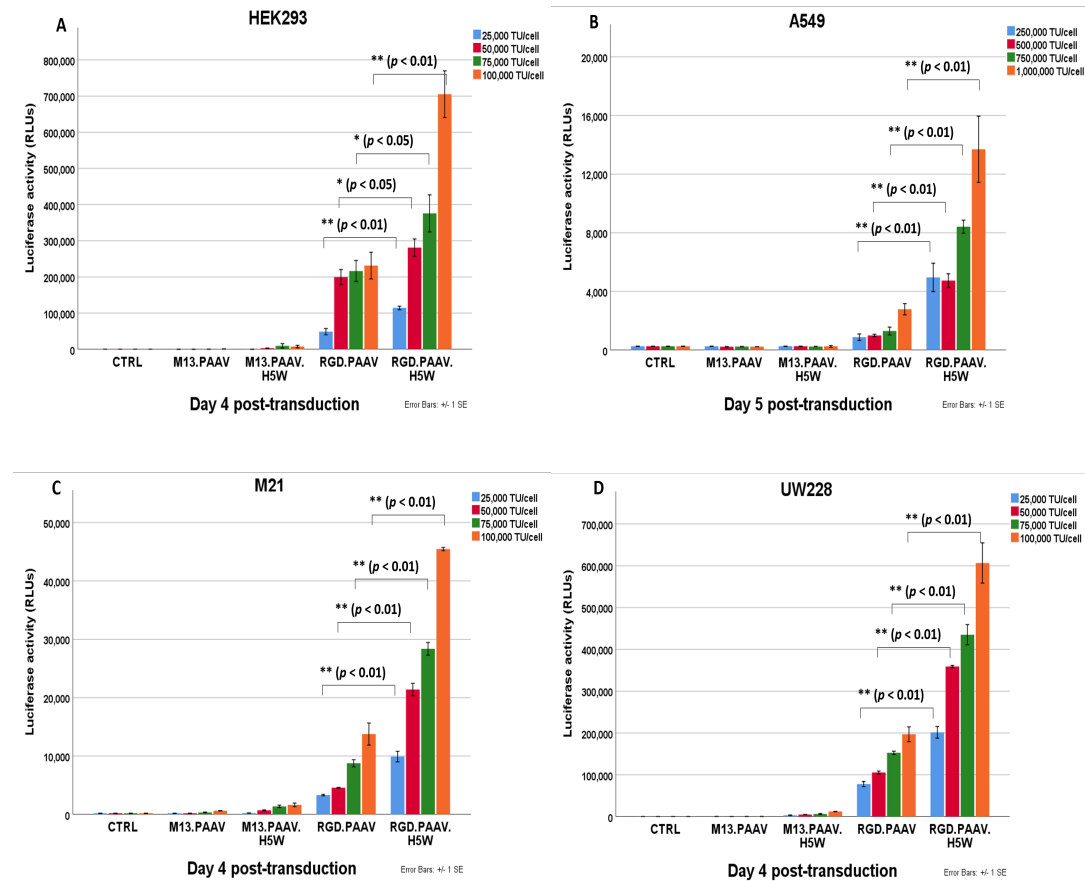 A
HEK293
25,000 TU/cell
50,000 TU/cell
75,000 TU/cell
100,000 TU/cell
Luciferase activity (RLUs)
800,000
700,000
600,000
500,000
400,000
300,000
200,000
100,000
0
** (p < 0.01)
* (p < 0.05)
* (p < 0.05)
** (p < 0.01)
CTRL
M13.PAAV
M13.PAAV.
H5W
RGD.PAAV
RGD.PAAV.
H5W
Day 4 post-transduction
Error Bars: +/- 1 SE
B
A549
250,000 TU/cell
500,000 TU/cell
750,000 TU/cell
1,000,000 TU/cell
Luciferase activity (RLUs)
20,000
16,000
12,000
8,000
4,000
0
** (p < 0.01)
** (p < 0.01)
** (p < 0.01)
** (p < 0.01)
CTRL
M13.PAAV
M13.PAAV.
H5W
RGD.PAAV
RGD.PAAV.
H5W
Day 5 post-transduction
Error Bars: +/- 1 SE
C
M21
25,000 TU/cell
50,000 TU/cell
75,000 TU/cell
100,000 TU/cell
Luciferase activity (RLUs)
50,000
40,000
30,000
20,000
10,000
0
** (p < 0.01)
** (p < 0.01)
** (p < 0.01)
** (p < 0.01)
CTRL
M13.PAAV
M13.PAAV.
H5W
RGD.PAAV
RGD.PAAV.
H5W
Day 4 post-transduction
Error Bars: +/- 1 SE
D
UW228
25,000 TU/cell
50,000 TU/cell
75,000 TU/cell
100,000 TU/cell
Luciferase activity (RLUs)
700,000
600,000
500,000
400,000
300,000
200,000
100,000
0
** (p < 0.01)
** (p < 0.01)
** (p < 0.01)
** (p < 0.01)
CTRL
M13.PAAV
M13.PAAV.
H5W
RGD.PAAV
RGD.PAAV.
H5W
Day 4 post-transduction
Error Bars: +/- 1 SE